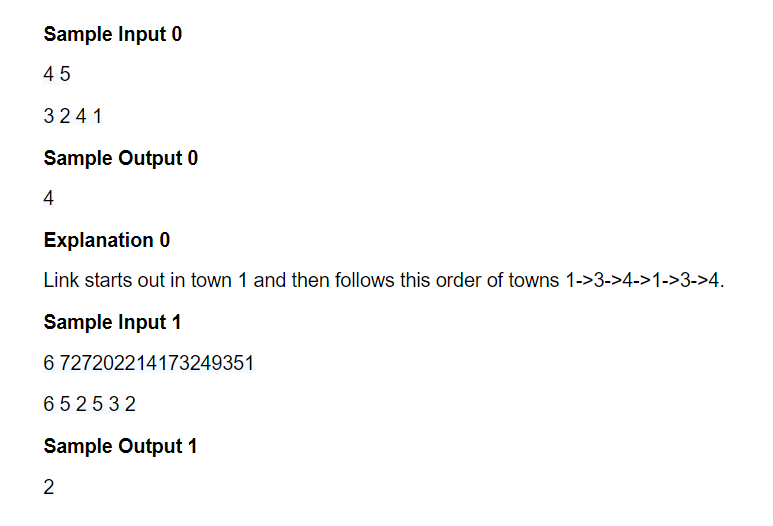 Sample Input 0
4 5
3 2 4 1
Sample Output 0
4
Explanation 0
Link starts out in town 1 and then follows this order of towns 1->3->4->1->3->4.
Sample Input 1
6 727202214173249351
6 5 2 5 3 2
Sample Output 1
2